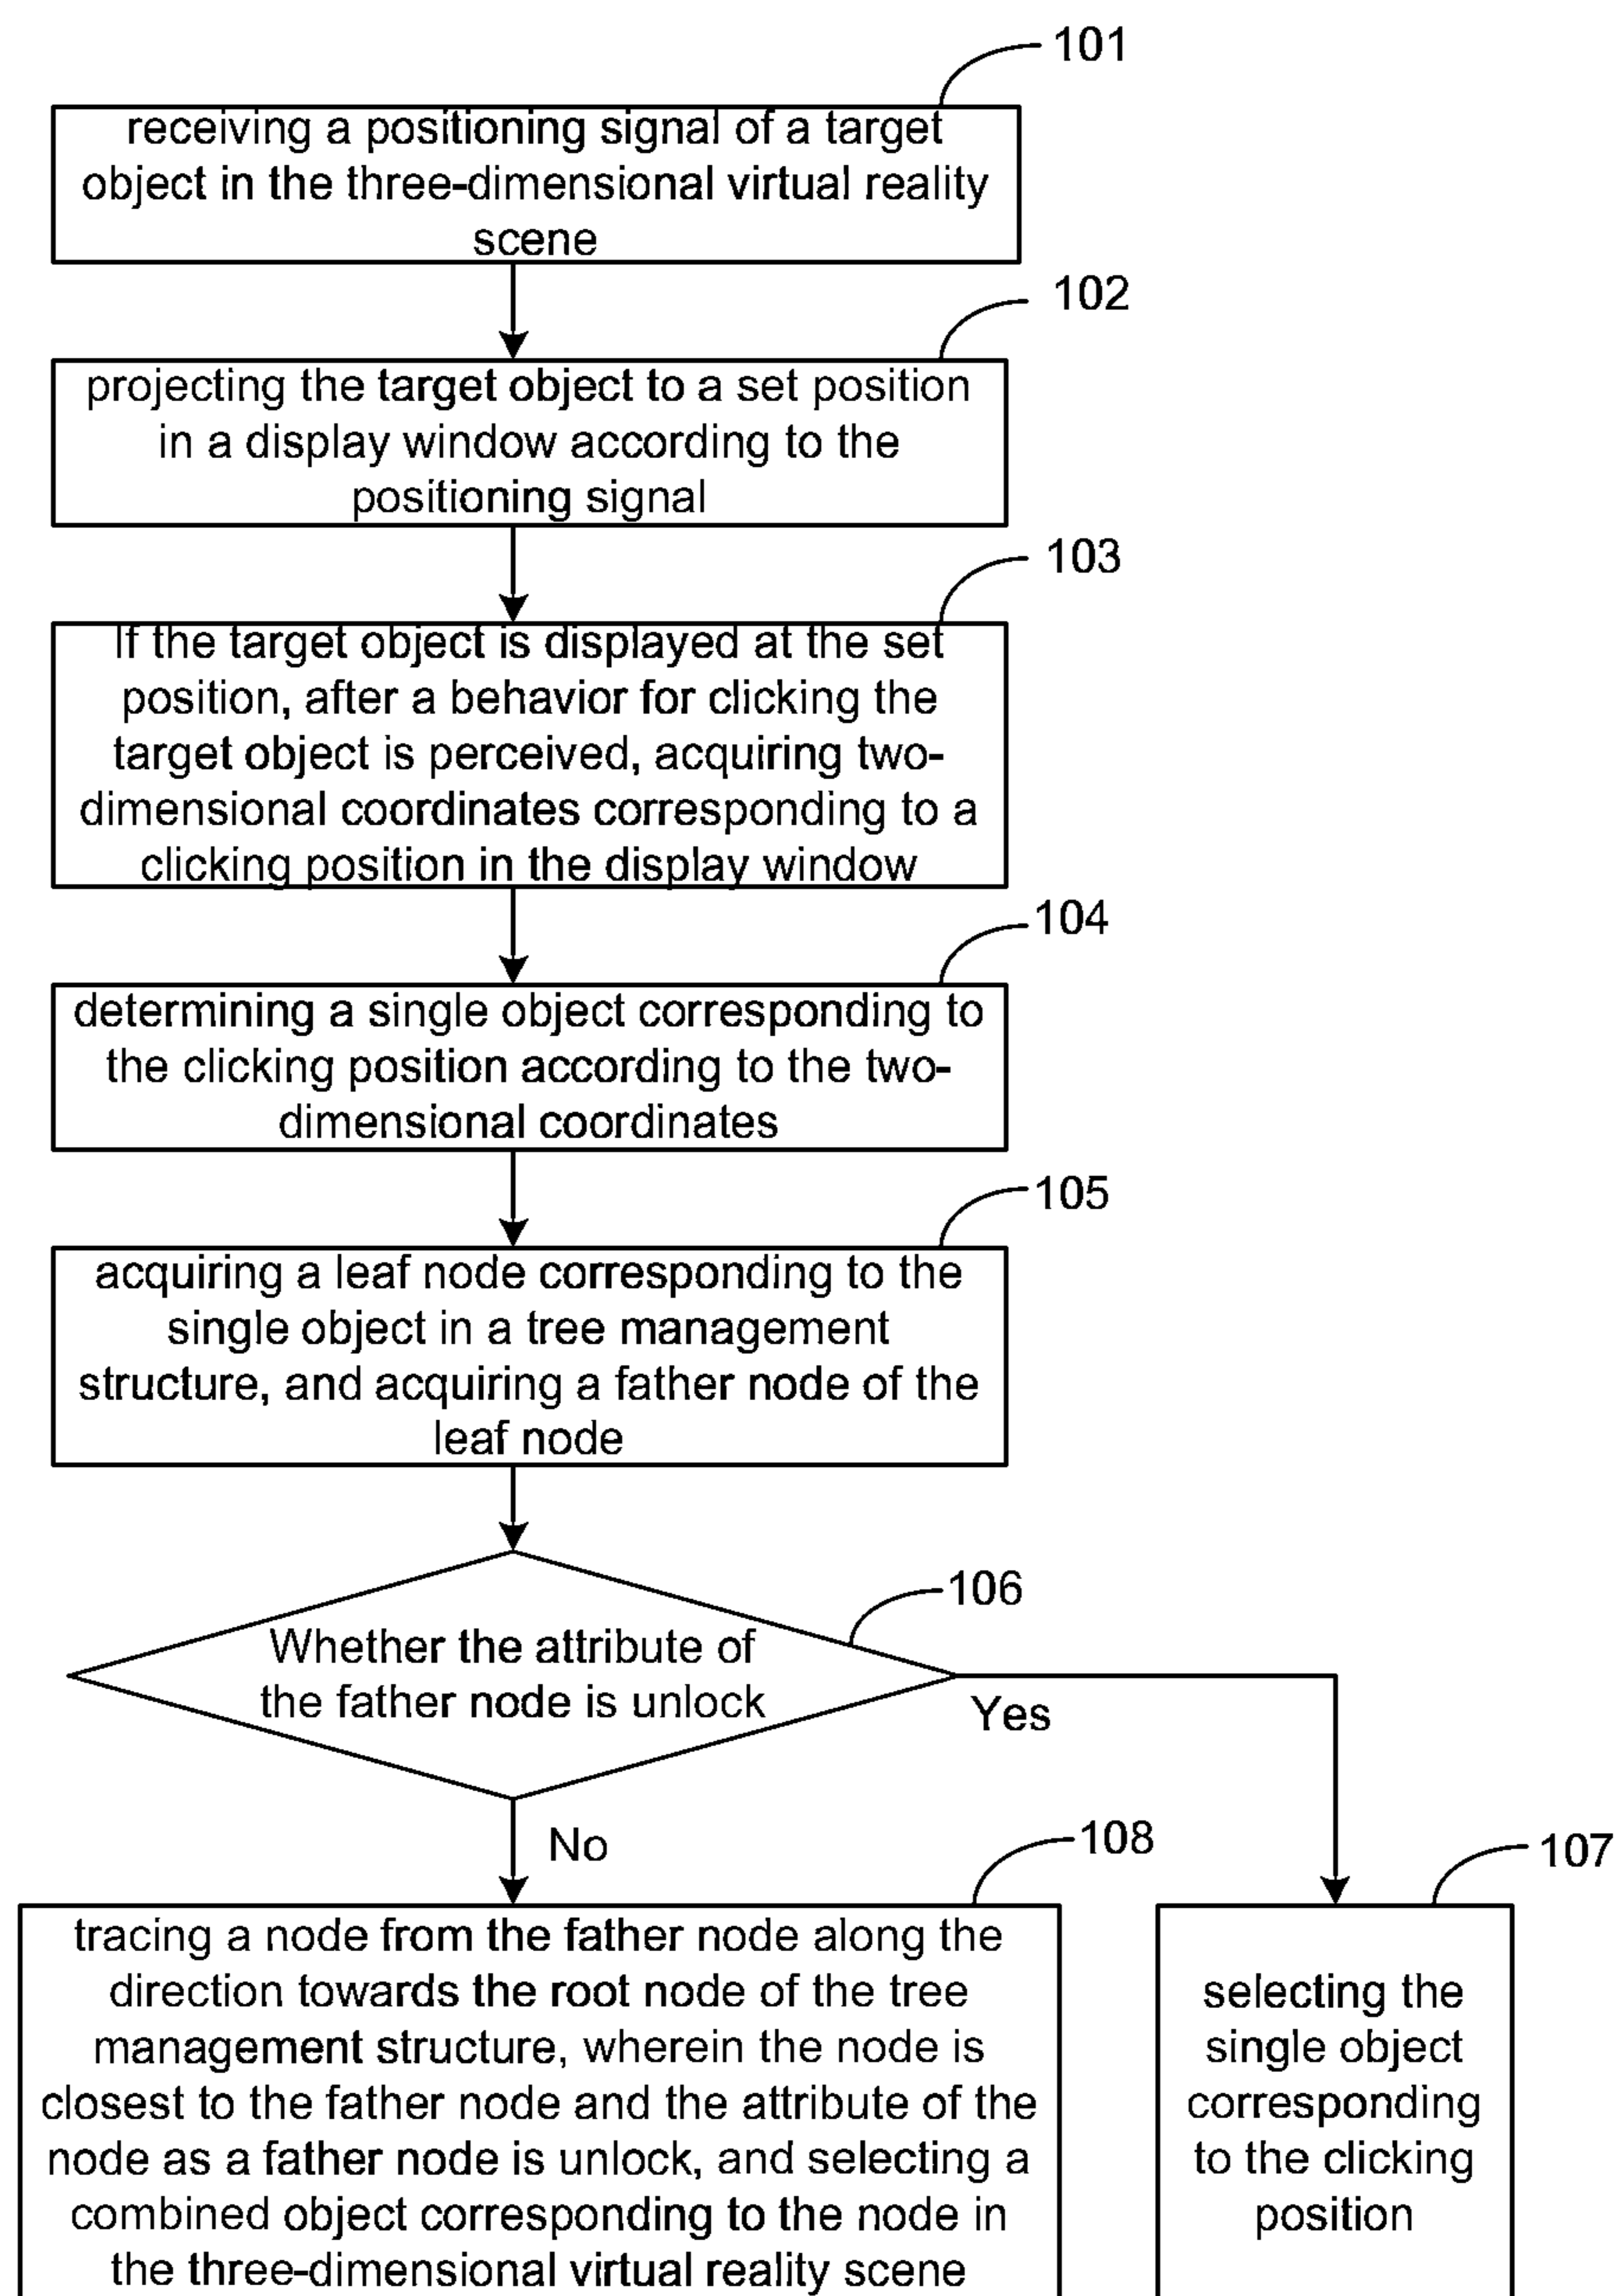 101
receiving a positioning signal of a target
object in the three-dimensional virtual reality
scene
102
projecting the target object to a set position
in a display window according to the
positioning signal
103
If the target object is displayed at the set
position, after a behavior for clicking the
target object is perceived, acquiring two-
dimensional coordinates corresponding to a
clicking position in the display window
104
determining a single object corresponding to
the clicking position according to the two-
dimensional coordinates
105
acquiring a leaf node corresponding to the
single object in a tree management
structure, and acquiring a father node of the
leaf node
106
Whether the attribute of
the father node is unlock
Yes
No
108
tracing a node from the father node along the
direction towards the root node of the tree
management structure, wherein the node is
closest to the father node and the attribute of the
node as a father node is unlock, and selecting a
combined object corresponding to the node in
the three-dimensional virtual reality scene
107
selecting the
single object
corresponding
to the clicking
position